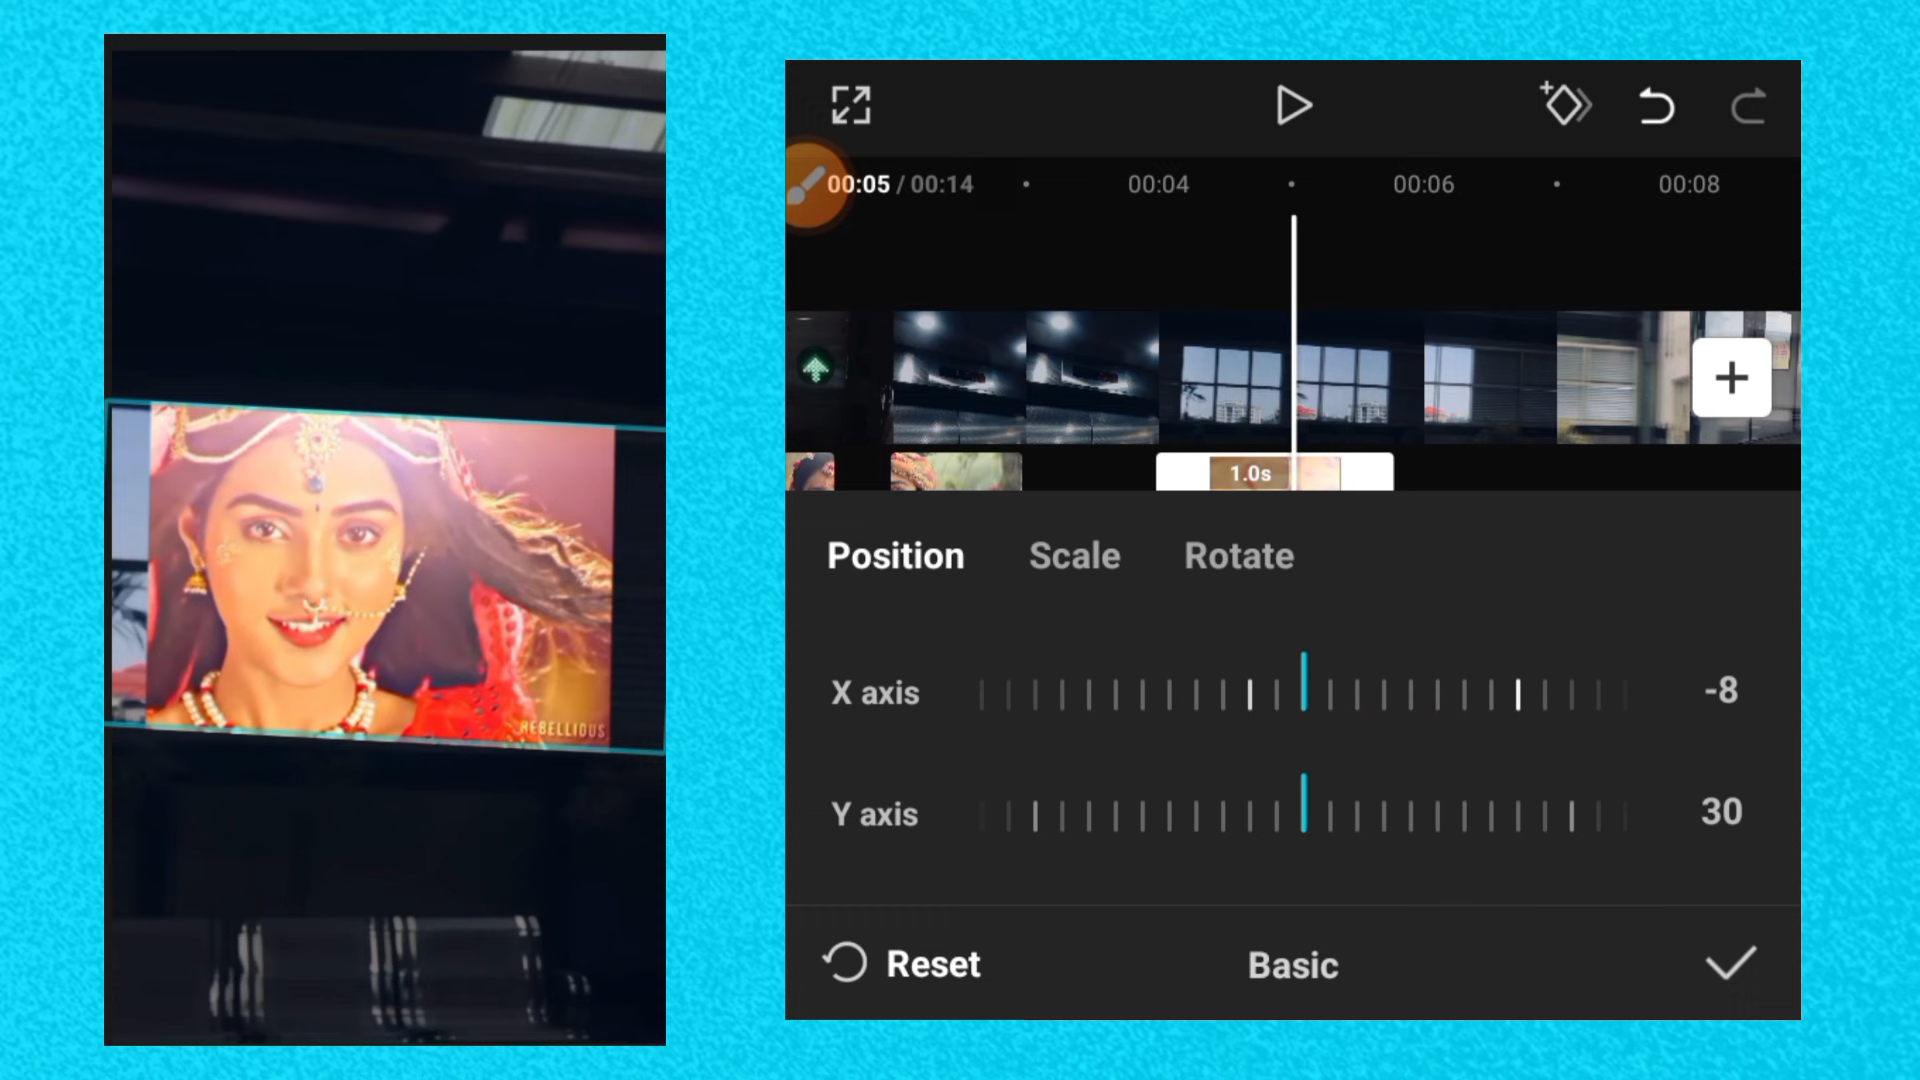 REBELLIOUS
00:05 / 00:14
00:04
00:06
00:08
1.0s
Position Scale Rotate
X axis -8
Y axis 30
Reset Basic